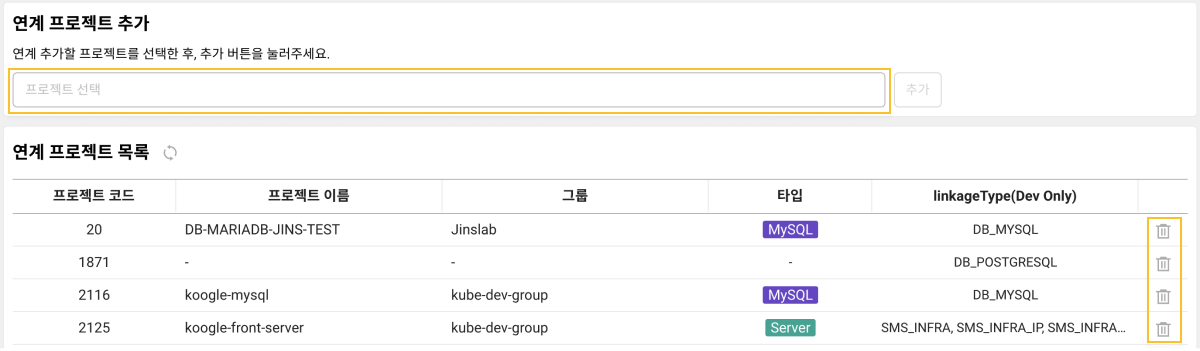 연계 프로젝트 추가
연계 추가할 프로젝트를 선택한 후, 추가 버튼을 눌러주세요.
프로젝트 선택 추가
연계 프로젝트 목록
프로젝트 코드 프로젝트 이름 그룹 타입 linkageType(Dev Only)
20 DB-MARIADB-JINS-TEST Jinslab MySQL DB_MYSQL
1871 - - - DB_POSTGRESQL
2116 koogle-mysql kube-dev-group MySQL DB_MYSQL
2125 koogle-front-server kube-dev-group Server SMS_INFRA, SMS_INFRA_IP, SMS_INFRA...